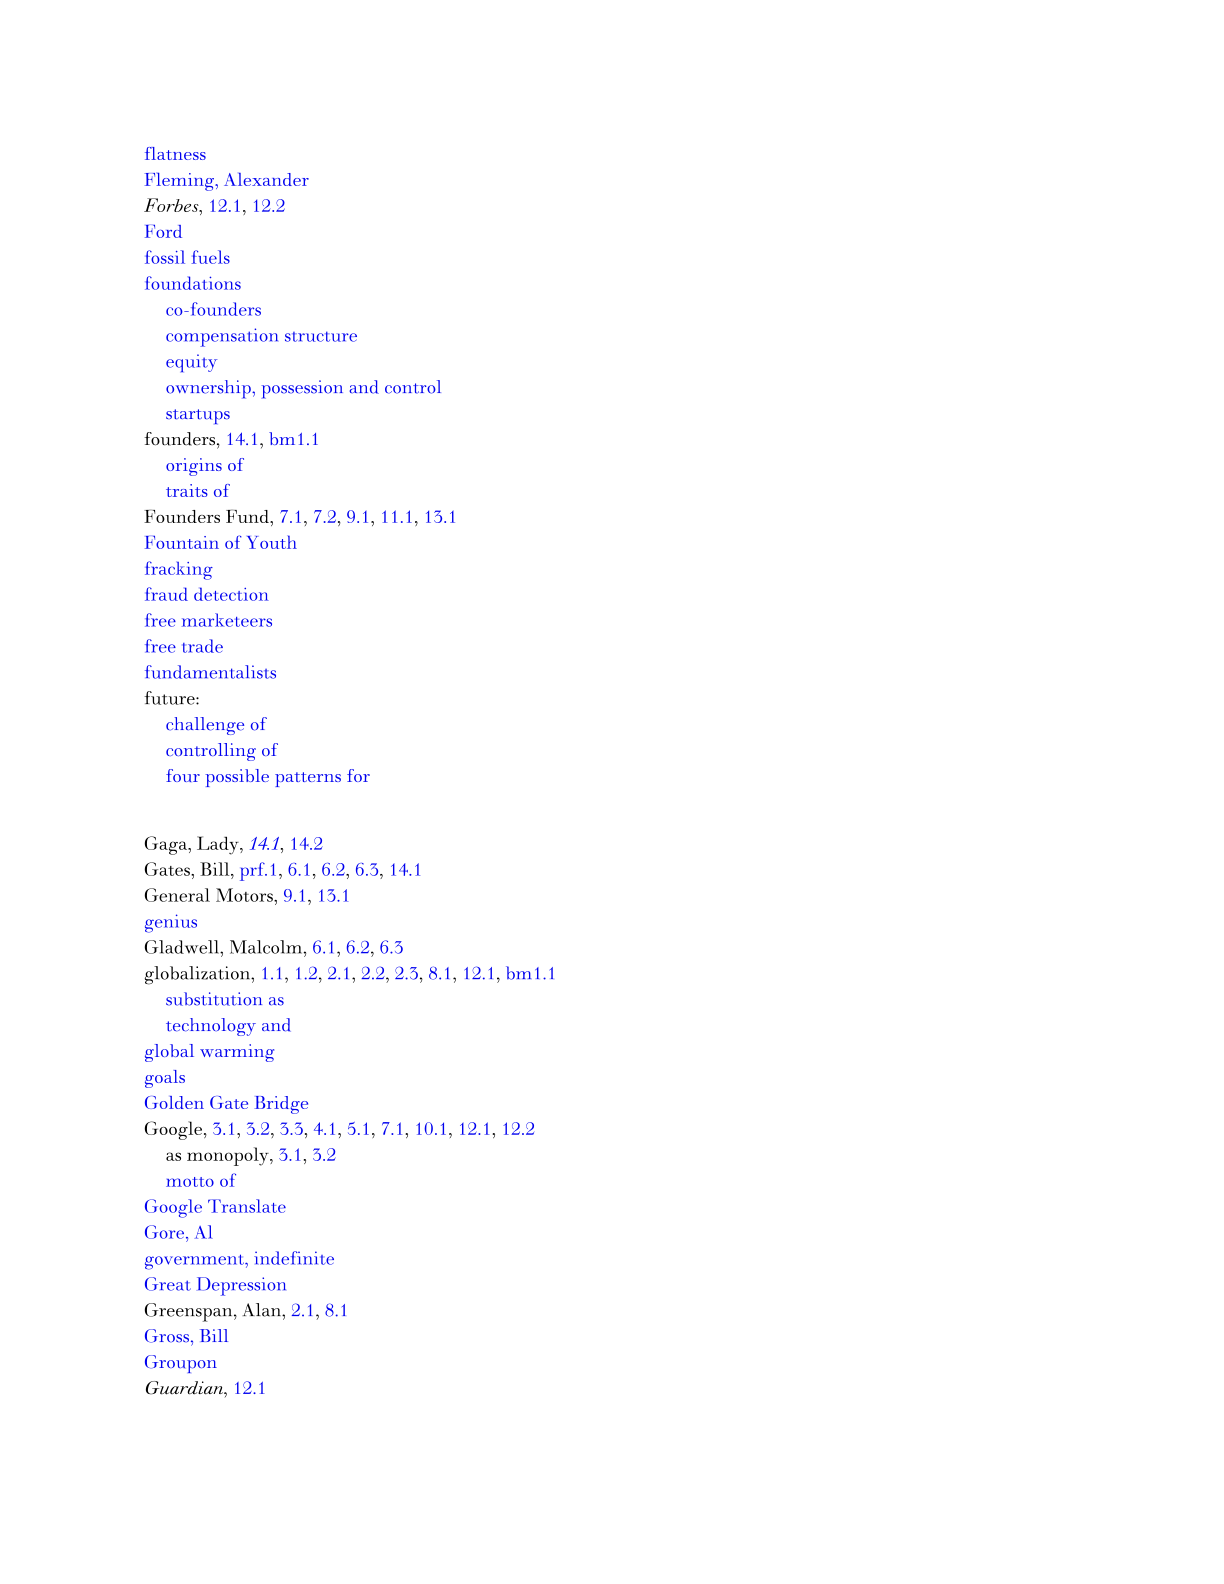 flatness
Fleming, Alexander
Forbes, 12.1, 12.2
Ford
fossil fuels
foundations
co-founders
compensation structure
equity
ownership, possession and control
startups
founders, 14.1, bm1.1
origins of
traits of
Founders Fund, 7.1, 7.2, 9.1, 11.1, 13.1
Fountain of Youth
fracking
fraud detection
free marketeers
free trade
fundamentalists
future:
challenge of
controlling of
four possible patterns for
Gaga, Lady, 14.1, 14.2
Gates, Bill, prf.1, 6.1, 6.2, 6.3, 14.1
General Motors, 9.1, 13.1
genius
Gladwell, Malcolm, 6.1, 6.2, 6.3
globalization, 1.1, 1.2, 2.1, 2.2, 2.3, 8.1, 12.1, bm1.1
substitution as
technology and
global warming
goals
Golden Gate Bridge
Google, 3.1, 3.2, 3.3, 4.1, 5.1, 7.1, 10.1, 12.1, 12.2
as monopoly, 3.1, 3.2
motto of
Google Translate
Gore, Al
government, indefinite
Great Depression
Greenspan, Alan, 2.1, 8.1
Gross, Bill
Groupon
Guardian, 12.1